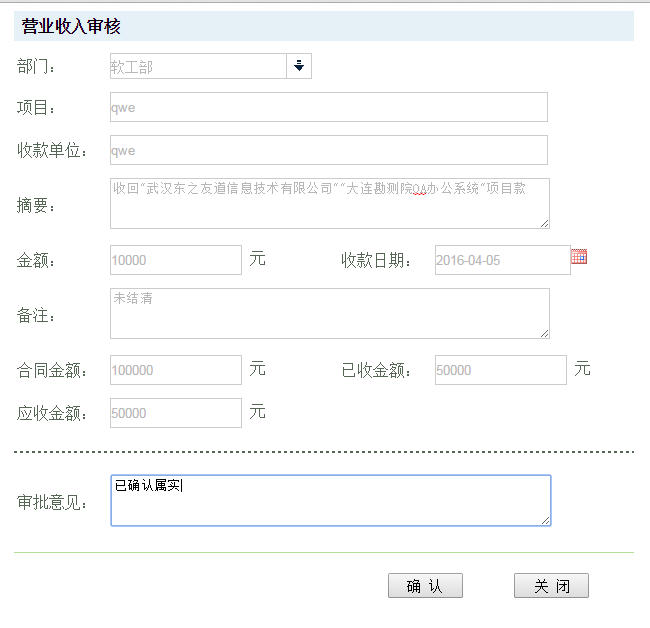 营业收入审核
部门： 软工部
项目： qwe
收款单位： qwe
摘要： 收回“武汉东之友道信息技术有限公司”“大连勘测院OA办公系统”项目款
金额： 10000 元 收款日期： 2016-04-05
备注： 未结清
合同金额： 100000 元 已收金额： 50000 元
应收金额： 50000 元
审批意见： 已确认属实
确 认 关 闭